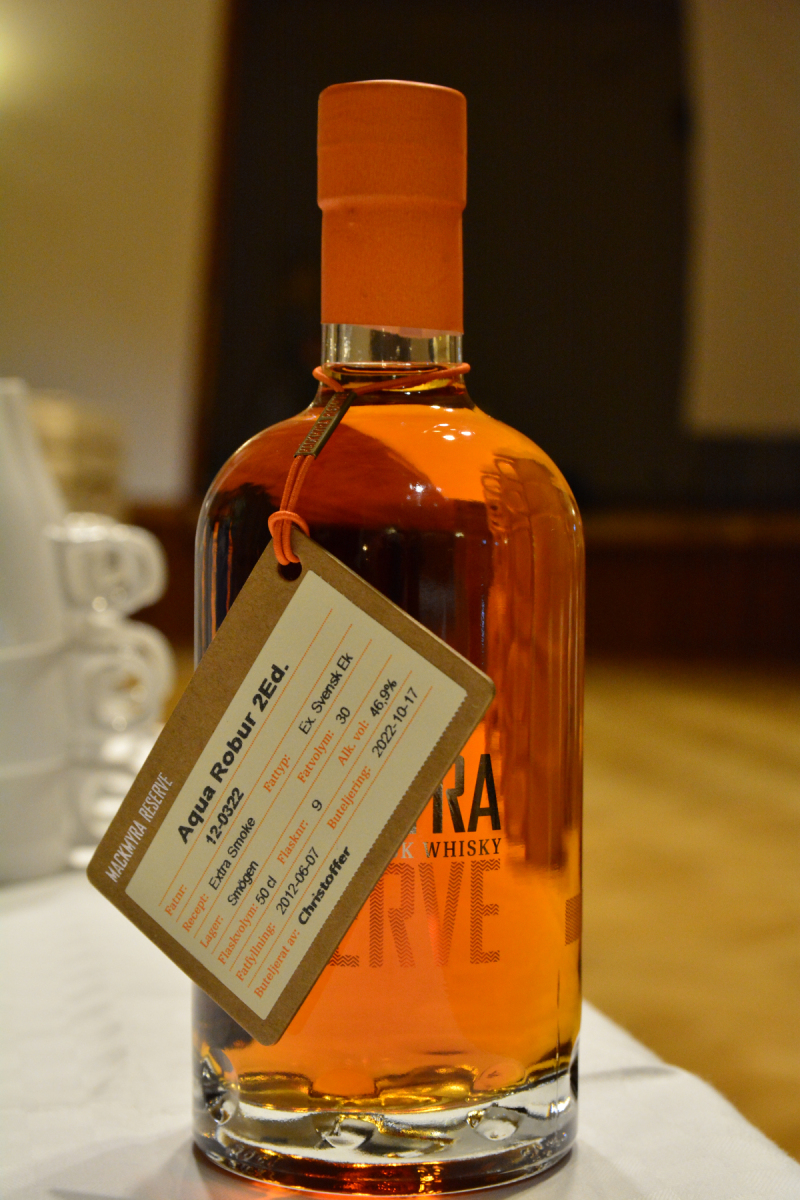 MACKMYRA RESERVE
Aqua Robur 2Ed.
Fatnr: 12-0322
Recept: Extra Smoke Fattyp: Ex. Svensk Ek
Lager: Smögen Fatvolym: 30
Flaskvolym: 50 cl Flasknr: 9 Alk. vol: 46,9%
Fatfyllning: 2012-06-07 Buteljering: 2022-10-17
Buteljerat av: Christoffer
RA
K WHISKY
ERVE